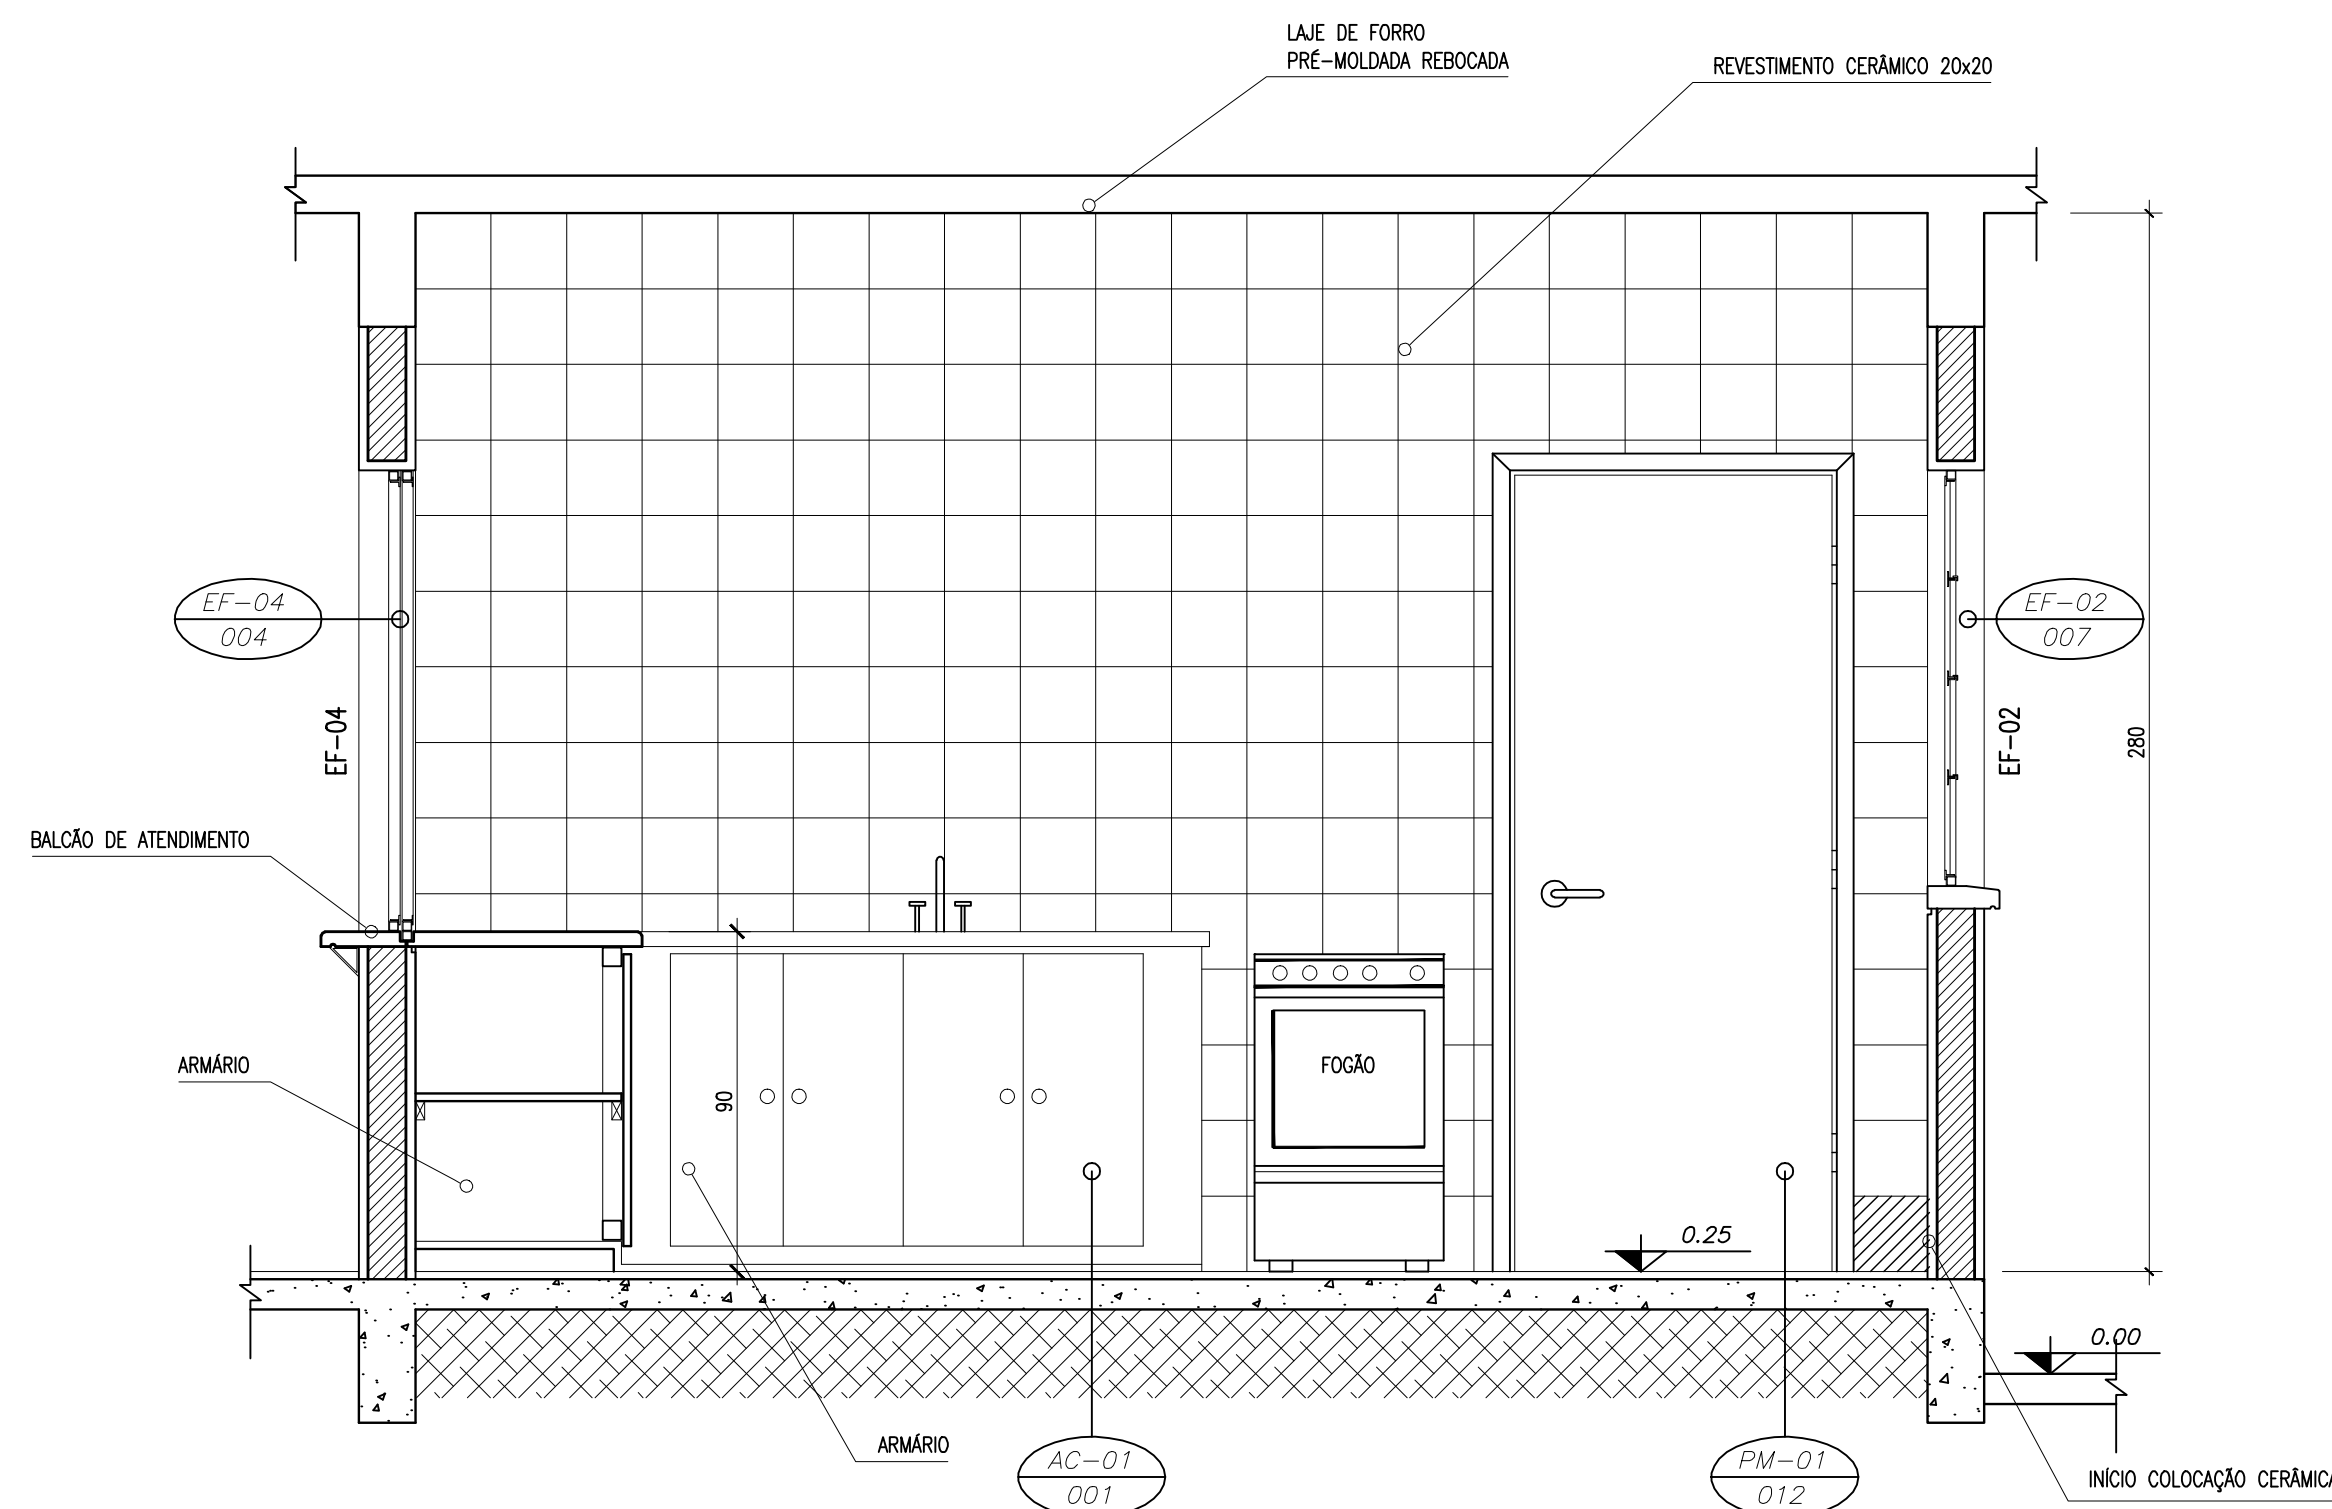 LAJE DE FORRO
PRÉ-MOLDADA REBOCADA
REVESTIMENTO CERÂMICO 20x20
EF-04
004
EF-02
007
EF-04
EF-02
280
BALCÃO DE ATENDIMENTO
ARMÁRIO
90
FOGÃO
0.25
0.00
ARMÁRIO
AC-01
001
PM-01
012
INÍCIO COLOCAÇÃO CERÂMICA